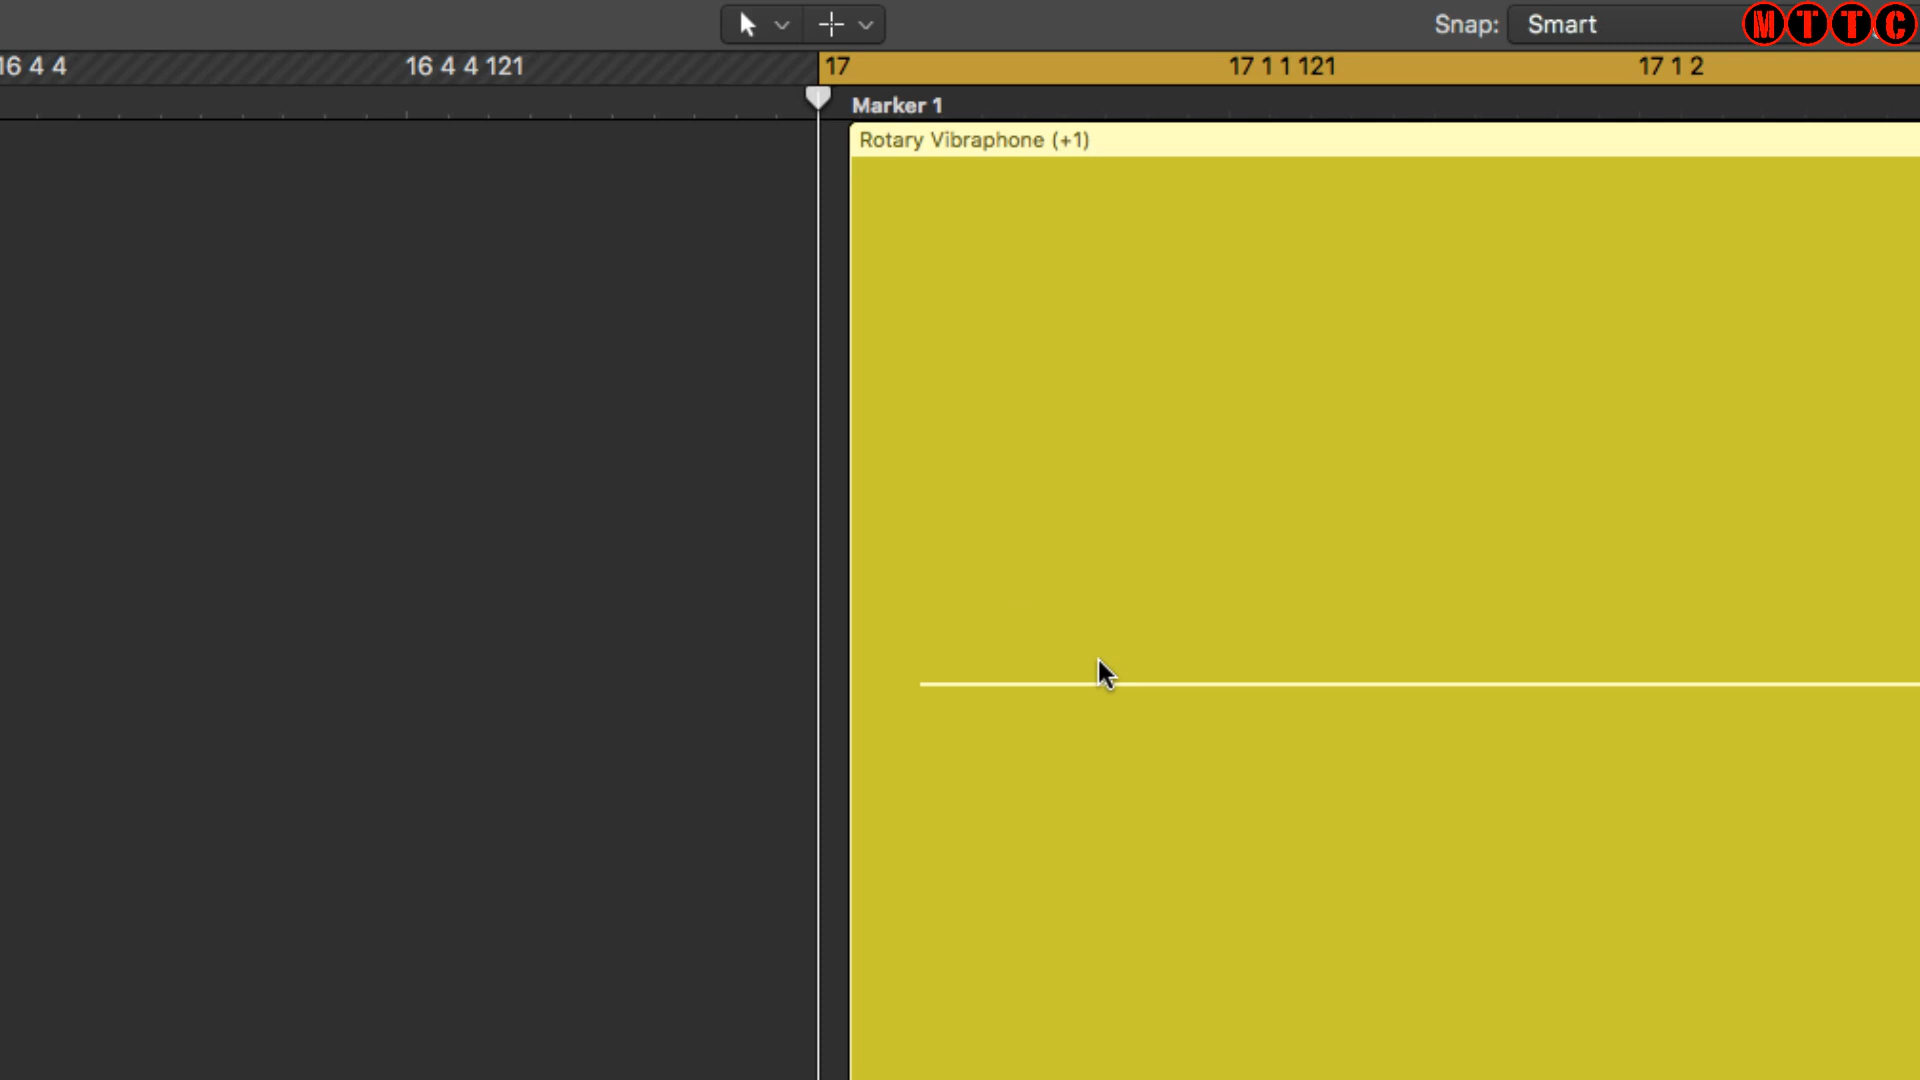 Snap: Smart
MTTC
16 4 4 16 4 4 121 17 17 1 1 121 17 1 2
Marker 1
Rotary Vibraphone (+1)